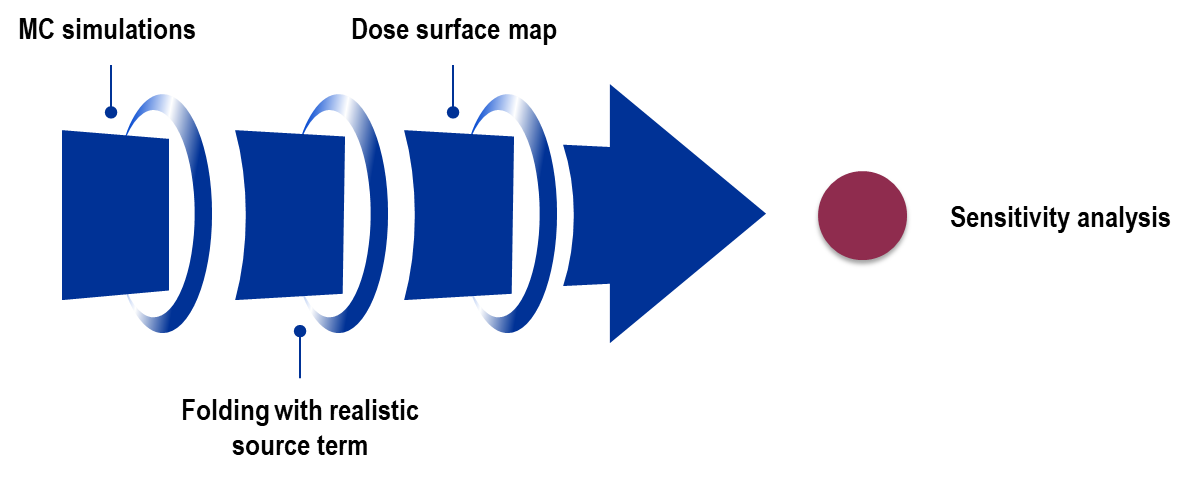 MC simulations
Dose surface map
Sensitivity analysis
Folding with realistic
source term